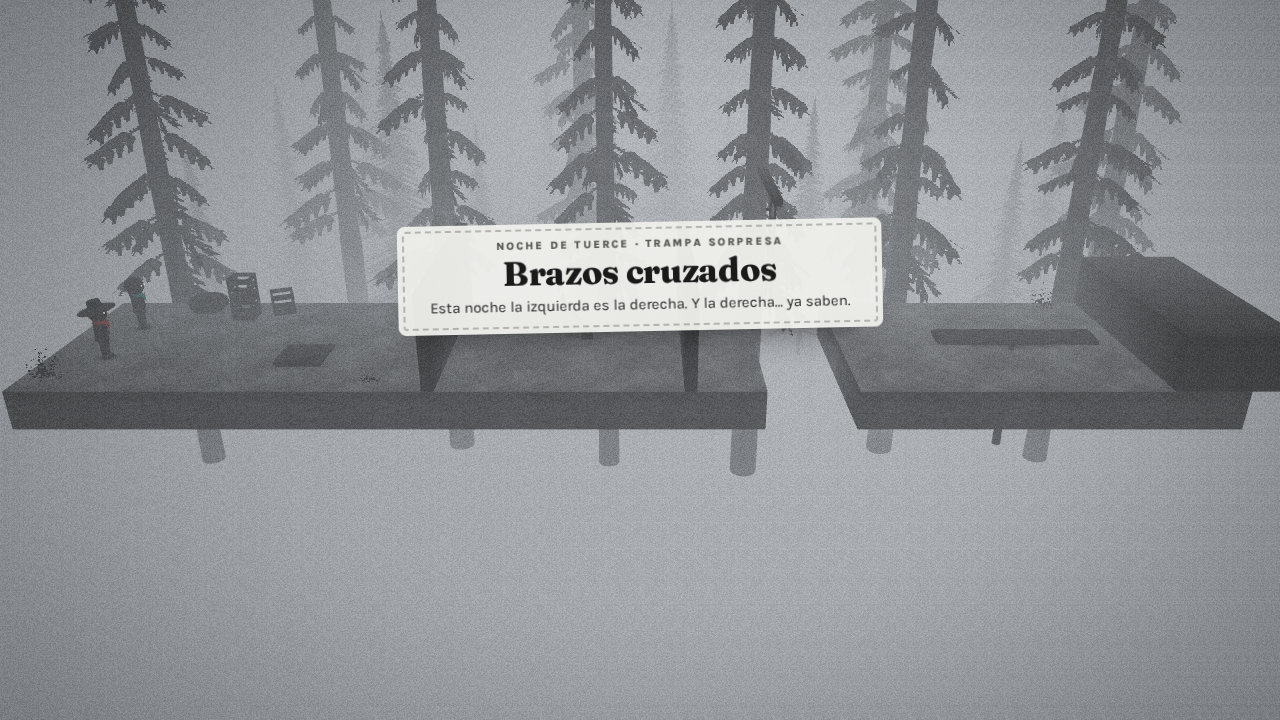 NOCHE DE TUERCE · TRAMPA SORPRESA
Brazos cruzados
Esta noche la izquierda es la derecha. Y la derecha... ya saben.